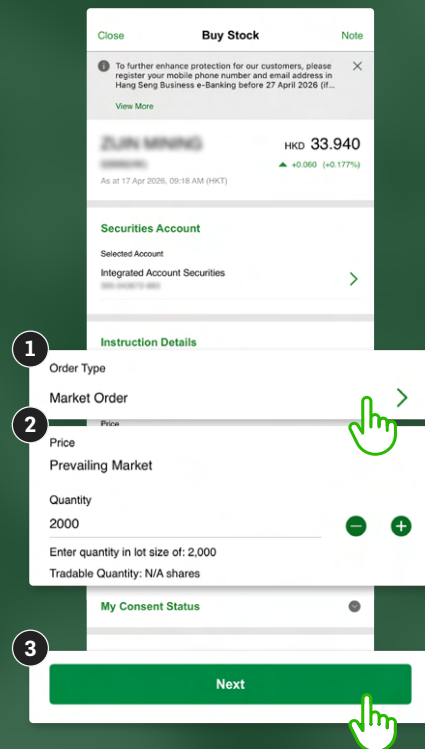 Close Buy Stock Note
To further enhance protection for our customers, please
register your mobile phone number and email address in
Hang Seng Business e-Banking before 27 April 2026 (if...
View More
HKD 33.940
+0.060 (+0.177%)
As at 17 Apr 2026, 09:18 AM (HKT)
Securities Account
Selected Account
Integrated Account Securities
Instruction Details
1
Order Type
Market Order
2
Price
Price
Prevailing Market
Quantity
2000
Enter quantity in lot size of: 2,000
Tradable Quantity: N/A shares
My Consent Status
3
Next